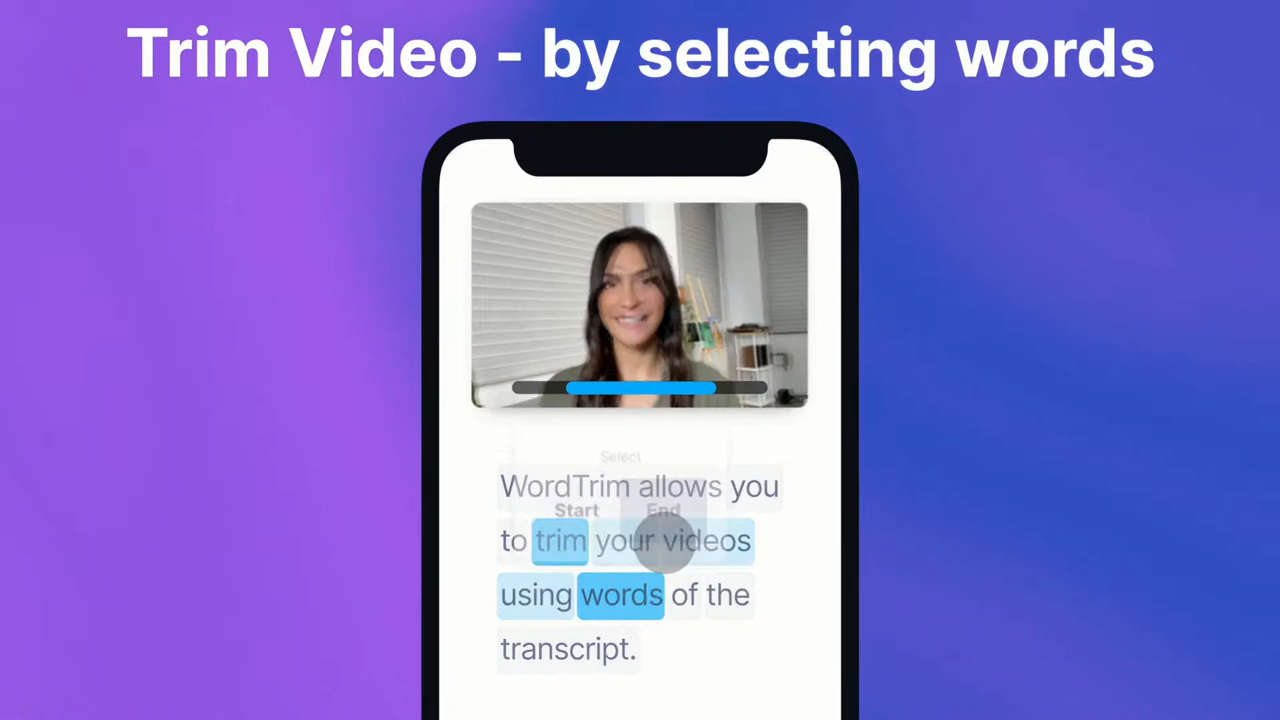 Trim Video - by selecting words
Select
WordTrim allows you
Start End
to trim your videos
using words of the
transcript.